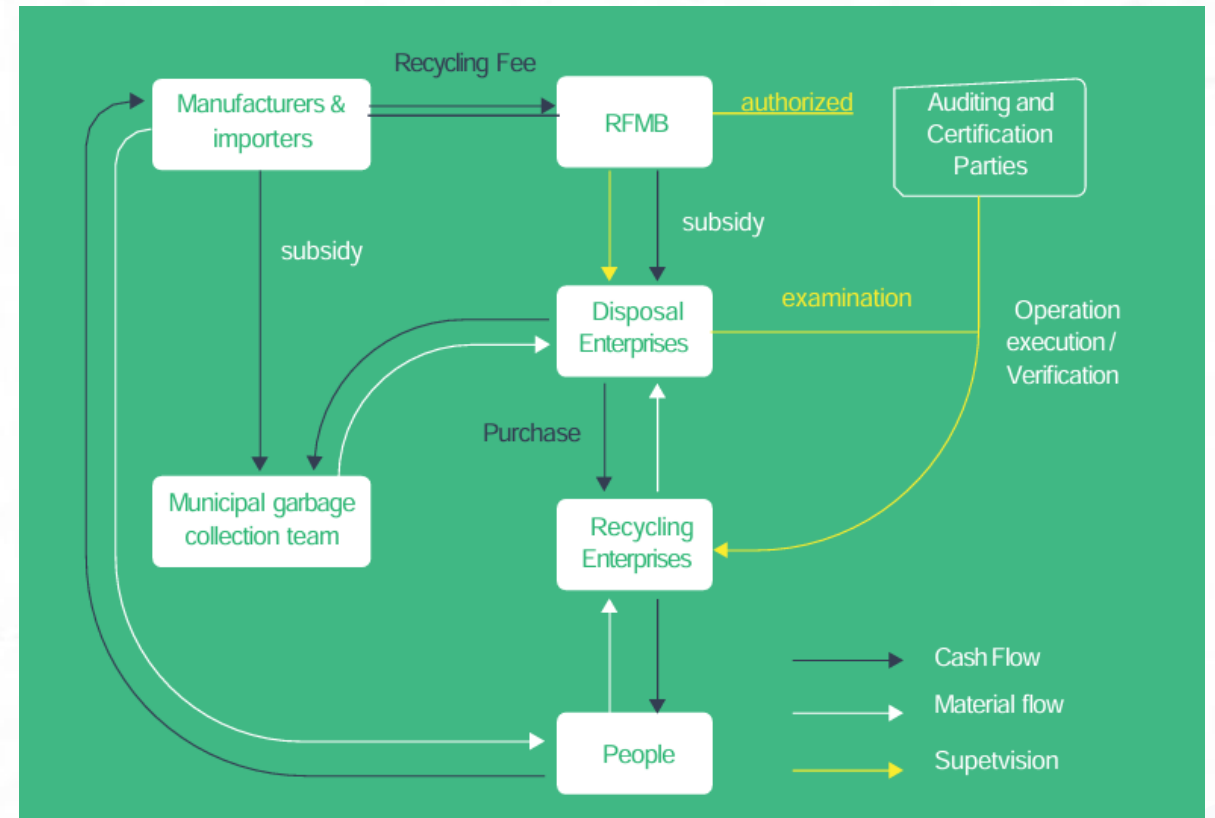 Recycling Fee
Manufacturers &
importers
RFMB
authorized
Auditing and
Certification
Parties
subsidy
subsidy
Disposal
Enterprises
examination
Operation
execution /
Verification
Purchase
Municipal garbage
collection team
Recycling
Enterprises
People
Cash Flow
Material flow
Supetvision